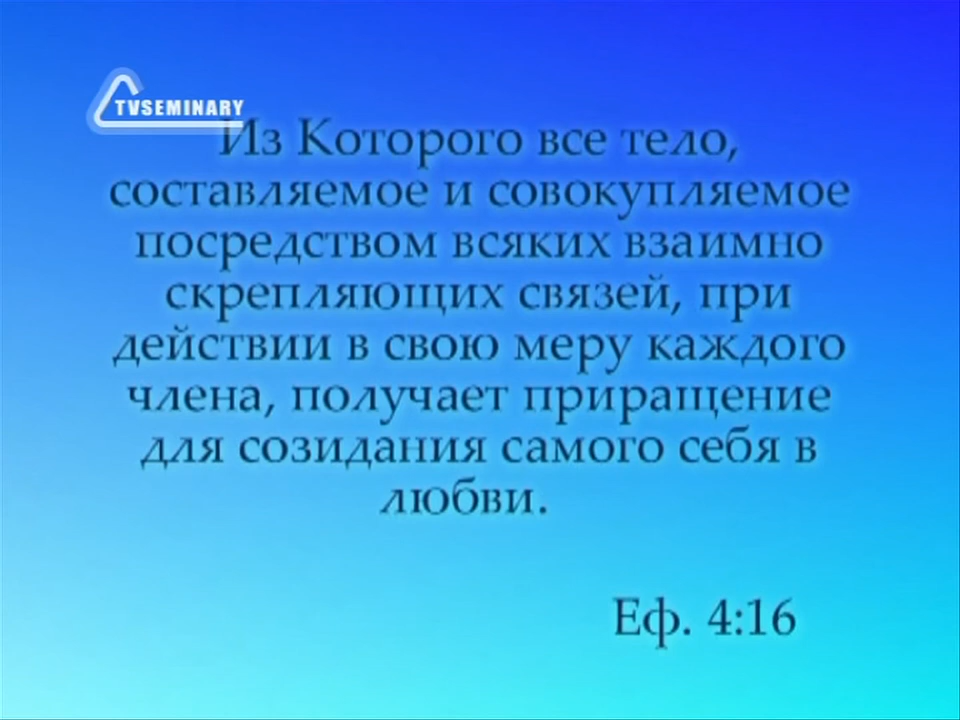 TVSEMINARY
Из Которого все тело,
составляемое и совокупляемое
посредством всяких взаимно
скрепляющих связей, при
действии в свою меру каждого
члена, получает приращение
для созидания самого себя в
любви.
Еф. 4:16